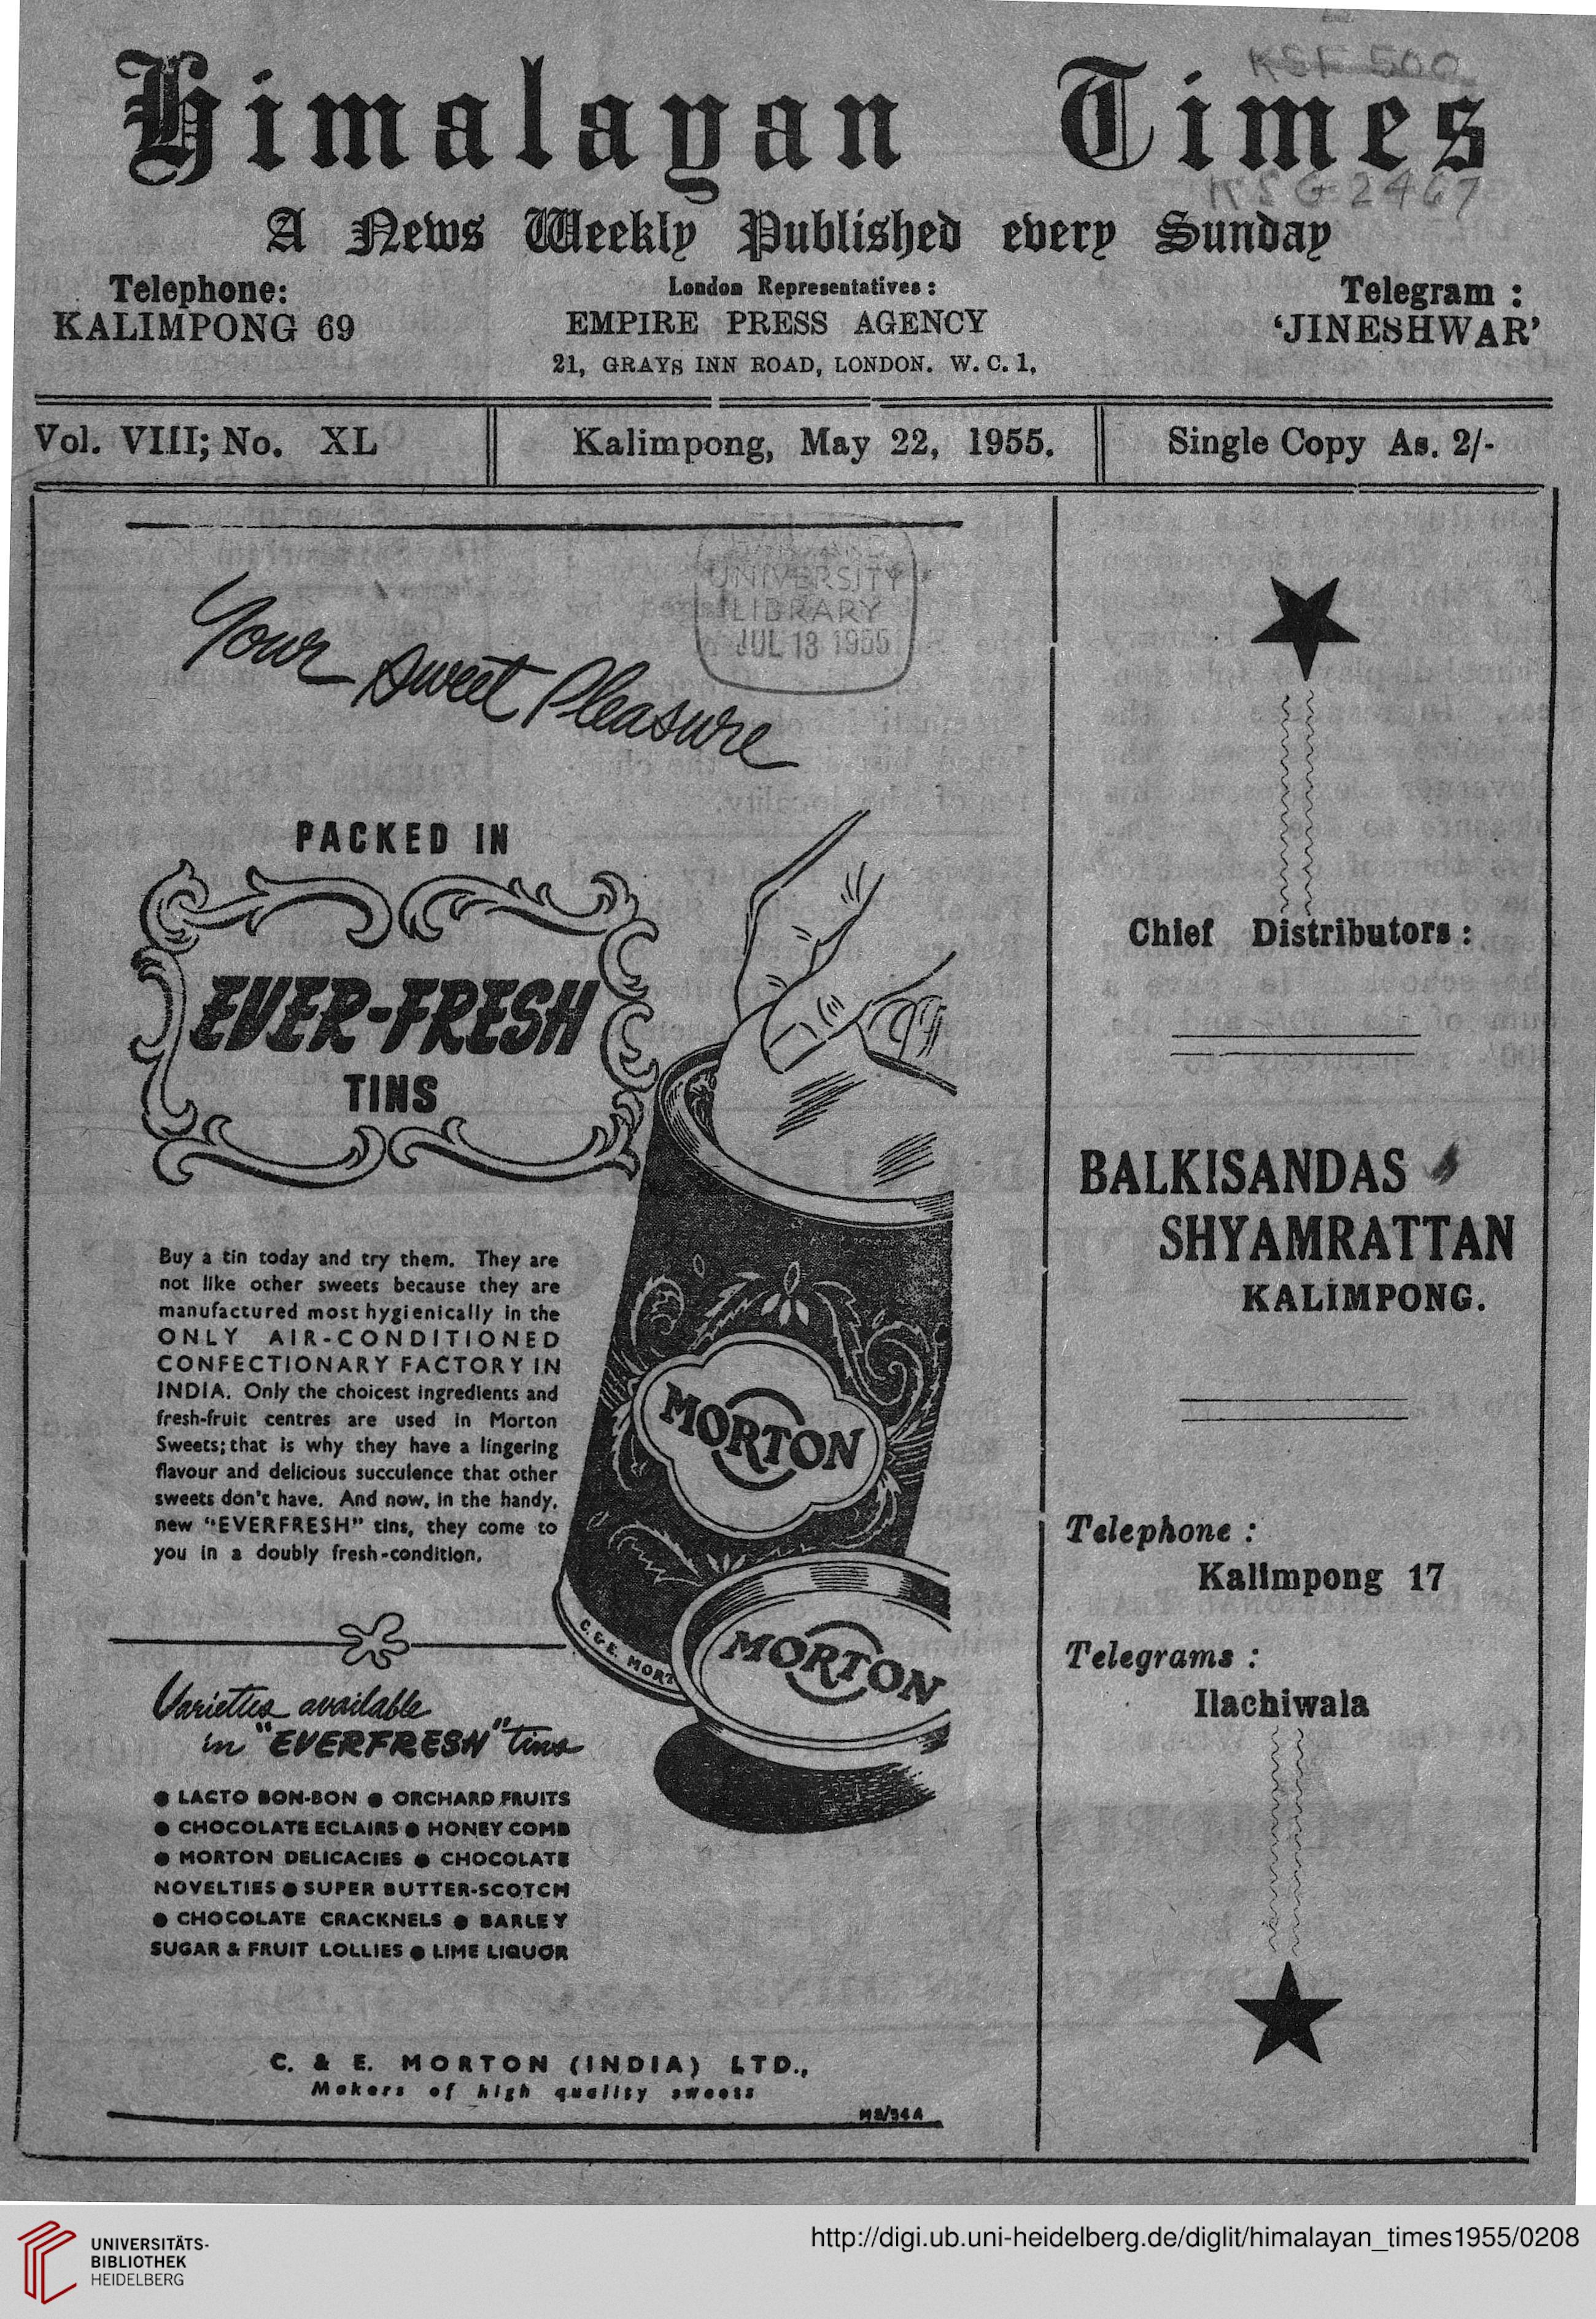 KSF 500
Himalayan Times
KSG 2467
A News Weekly Published every Sunday
Telephone:
KALIMPONG 69
London Representatives:
EMPIRE PRESS AGENCY
21, GRAYS INN ROAD, LONDON. W. C. 1,
Telegram :
‘JINESHWAR’
Vol. VIII; No. XL
Kalimpong, May 22, 1955.
Single Copy As. 2/-
HARVARD
UNIVERSITY
LIBRARY
JUL 13 1955
Your Sweet Pleasure
PACKED IN
EVER-FRESH
TINS
Buy a tin today and try them. They are
not like other sweets because they are
manufactured most hygienically in the
ONLY AIR-CONDITIONED
CONFECTIONARY FACTORY IN
INDIA. Only the choicest ingredients and
fresh-fruit centres are used in Morton
Sweets; that is why they have a lingering
flavour and delicious succulence that other
sweets don't have. And now, in the handy,
new “EVERFRESH” tins, they come to
you in a doubly fresh-condition.
MORTON
C. & E. MORT
MORTON
Varieties available
in "EVERFRESH" tins
● LACTO BON-BON ● ORCHARD FRUITS
● CHOCOLATE ECLAIRS ● HONEY COMB
● MORTON DELICACIES ● CHOCOLATE
NOVELTIES ● SUPER BUTTER-SCOTCH
● CHOCOLATE CRACKNELS ● BARLEY
SUGAR & FRUIT LOLLIES ● LIME LIQUOR
C. & E. MORTON (INDIA) LTD.,
Makers of high quality sweets
M8/54A
Chief Distributors:
BALKISANDAS
SHYAMRATTAN
KALIMPONG.
Telephone :
Kalimpong 17
Telegrams :
Ilachiwala
UNIVERSITÄTS-
BIBLIOTHEK
HEIDELBERG
http://digi.ub.uni-heidelberg.de/diglit/himalayan_times1955/0208